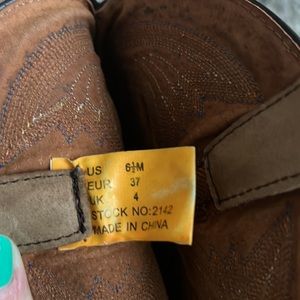 US 6½M
EUR 37
UK 4
STOCK NO:2142
MADE IN CHINA